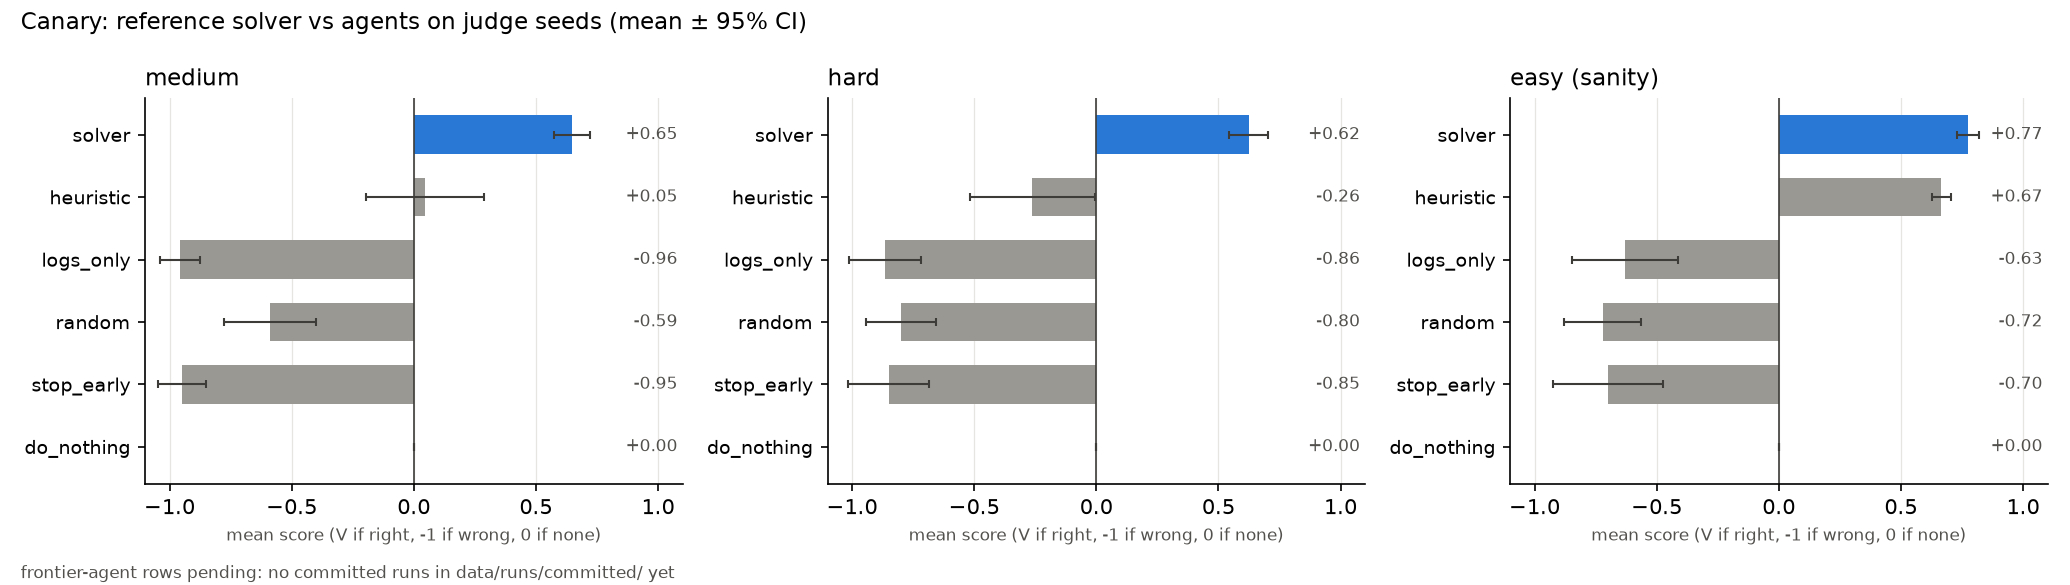 Canary: reference solver vs agents on judge seeds (mean ± 95% CI)
medium
solver
+0.65
heuristic
+0.05
logs_only
-0.96
random
-0.59
stop_early
-0.95
do_nothing
+0.00
−1.0 −0.5 0.0 0.5 1.0
mean score (V if right, -1 if wrong, 0 if none)
hard
solver
+0.62
heuristic
-0.26
logs_only
-0.86
random
-0.80
stop_early
-0.85
do_nothing
+0.00
−1.0 −0.5 0.0 0.5 1.0
mean score (V if right, -1 if wrong, 0 if none)
easy (sanity)
solver
+0.77
heuristic
+0.67
logs_only
-0.63
random
-0.72
stop_early
-0.70
do_nothing
+0.00
−1.0 −0.5 0.0 0.5 1.0
mean score (V if right, -1 if wrong, 0 if none)
frontier-agent rows pending: no committed runs in data/runs/committed/ yet